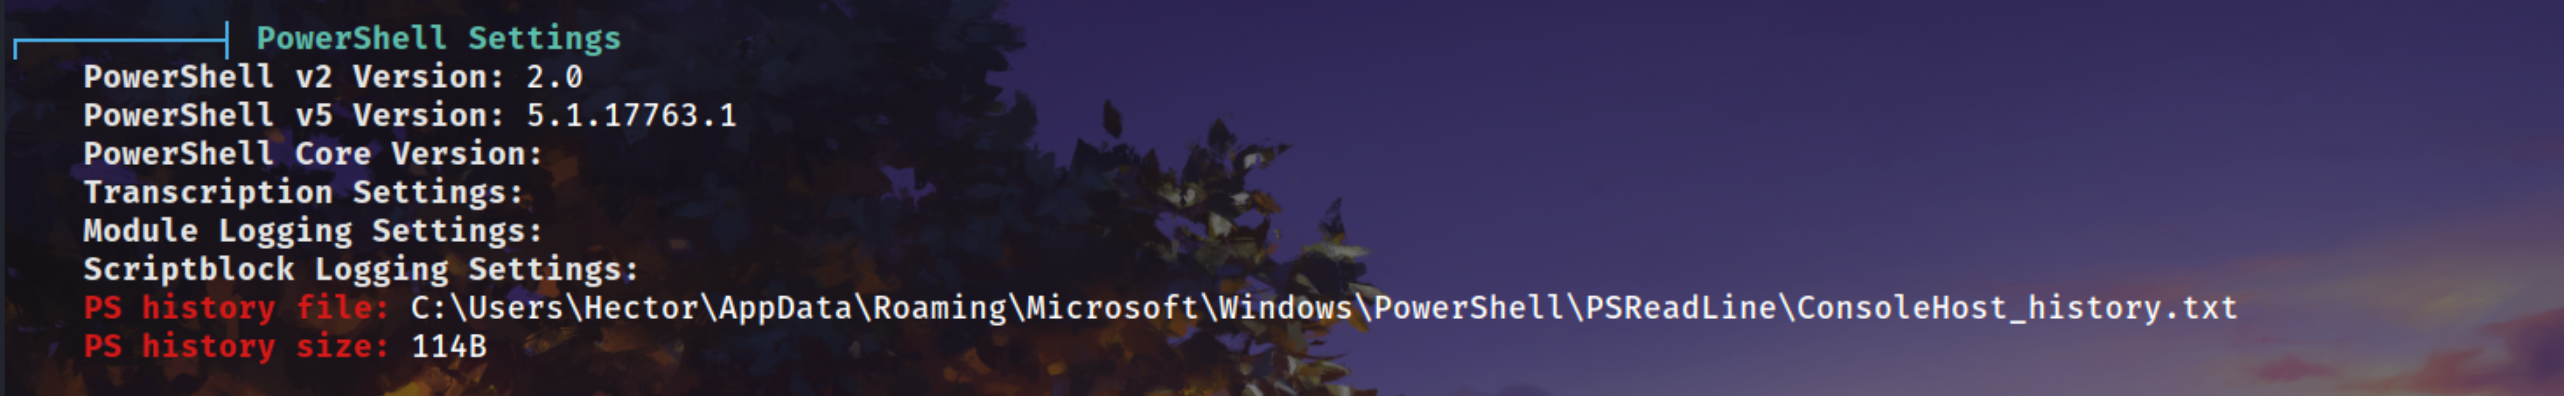 PowerShell Settings
PowerShell v2 Version: 2.0
PowerShell v5 Version: 5.1.17763.1
PowerShell Core Version:
Transcription Settings:
Module Logging Settings:
Scriptblock Logging Settings:
PS history file: C:\Users\Hector\AppData\Roaming\Microsoft\Windows\PowerShell\PSReadLine\ConsoleHost_history.txt
PS history size: 114B